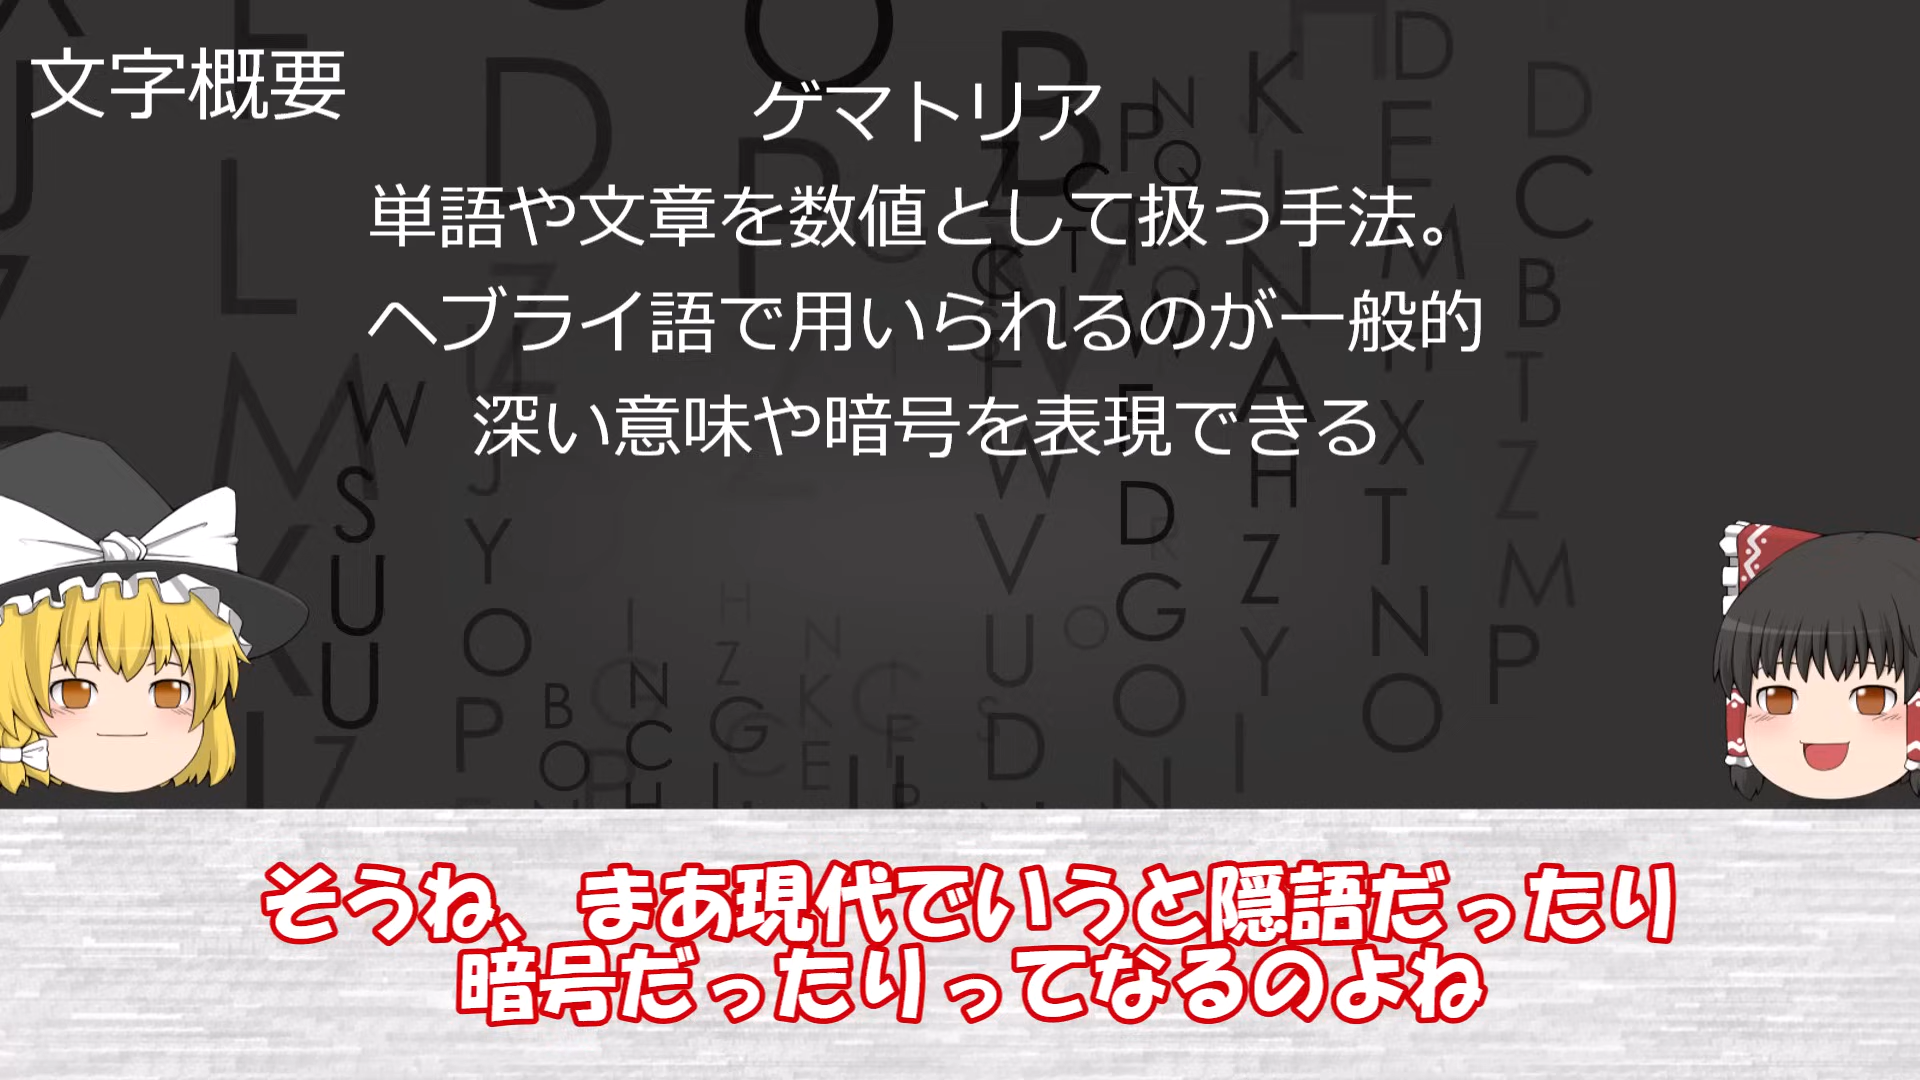 文字概要
ゲマトリア
単語や文章を数値として扱う手法。
ヘブライ語で用いられるのが一般的
深い意味や暗号を表現できる
そうね、まあ現代でいうと隠語だったり
暗号だったりってなるのよね